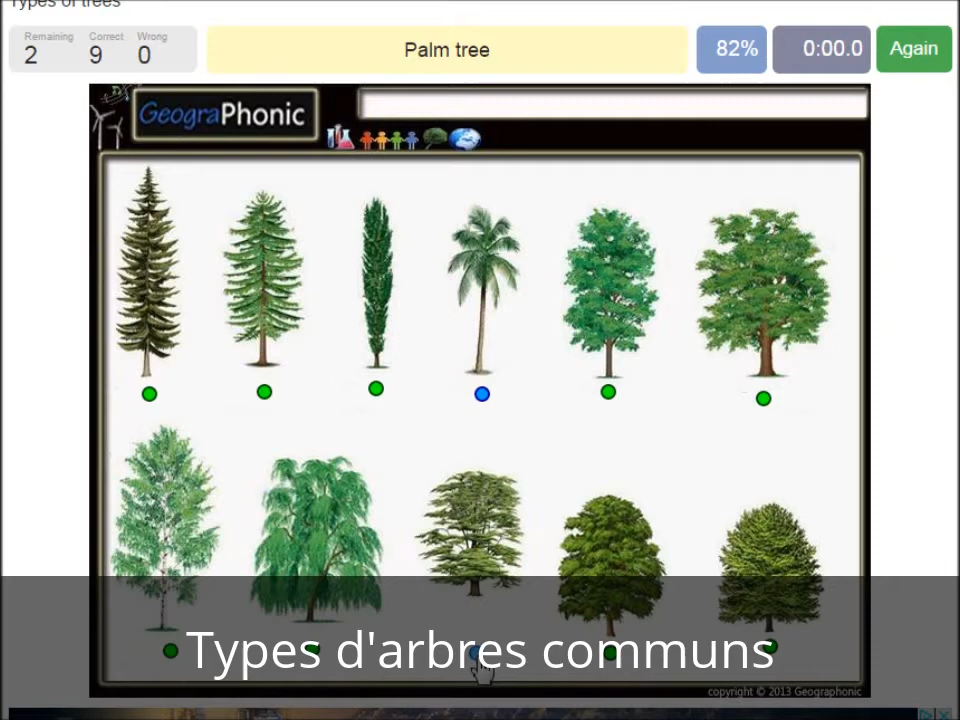 Types of trees
Remaining Correct Wrong
2 9 0
Palm tree
82%
0:00.0
Again
GeograPhonic
Types d'arbres communs
copyright © 2013 Geographonic